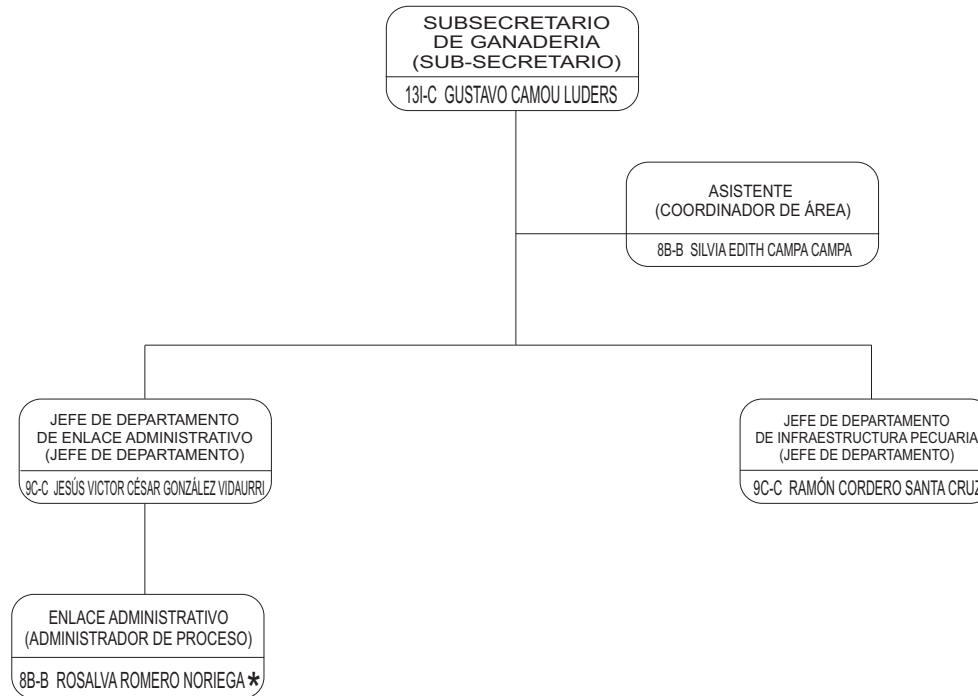 SUBSECRETARIO
DE GANADERIA
(SUB-SECRETARIO)
13I-C GUSTAVO CAMOU LUDERS
ASISTENTE
(COORDINADOR DE ÁREA)
8B-B SILVIA EDITH CAMPA CAMPA
JEFE DE DEPARTAMENTO
DE ENLACE ADMINISTRATIVO
(JEFE DE DEPARTAMENTO)
9C-C JESÚS VICTOR CÉSAR GONZÁLEZ VIDAURRI
JEFE DE DEPARTAMENTO
DE INFRAESTRUCTURA PECUARIA
(JEFE DE DEPARTAMENTO)
9C-C RAMÓN CORDERO SANTA CRUZ
ENLACE ADMINISTRATIVO
(ADMINISTRADOR DE PROCESO)
8B-B ROSALVA ROMERO NORIEGA *